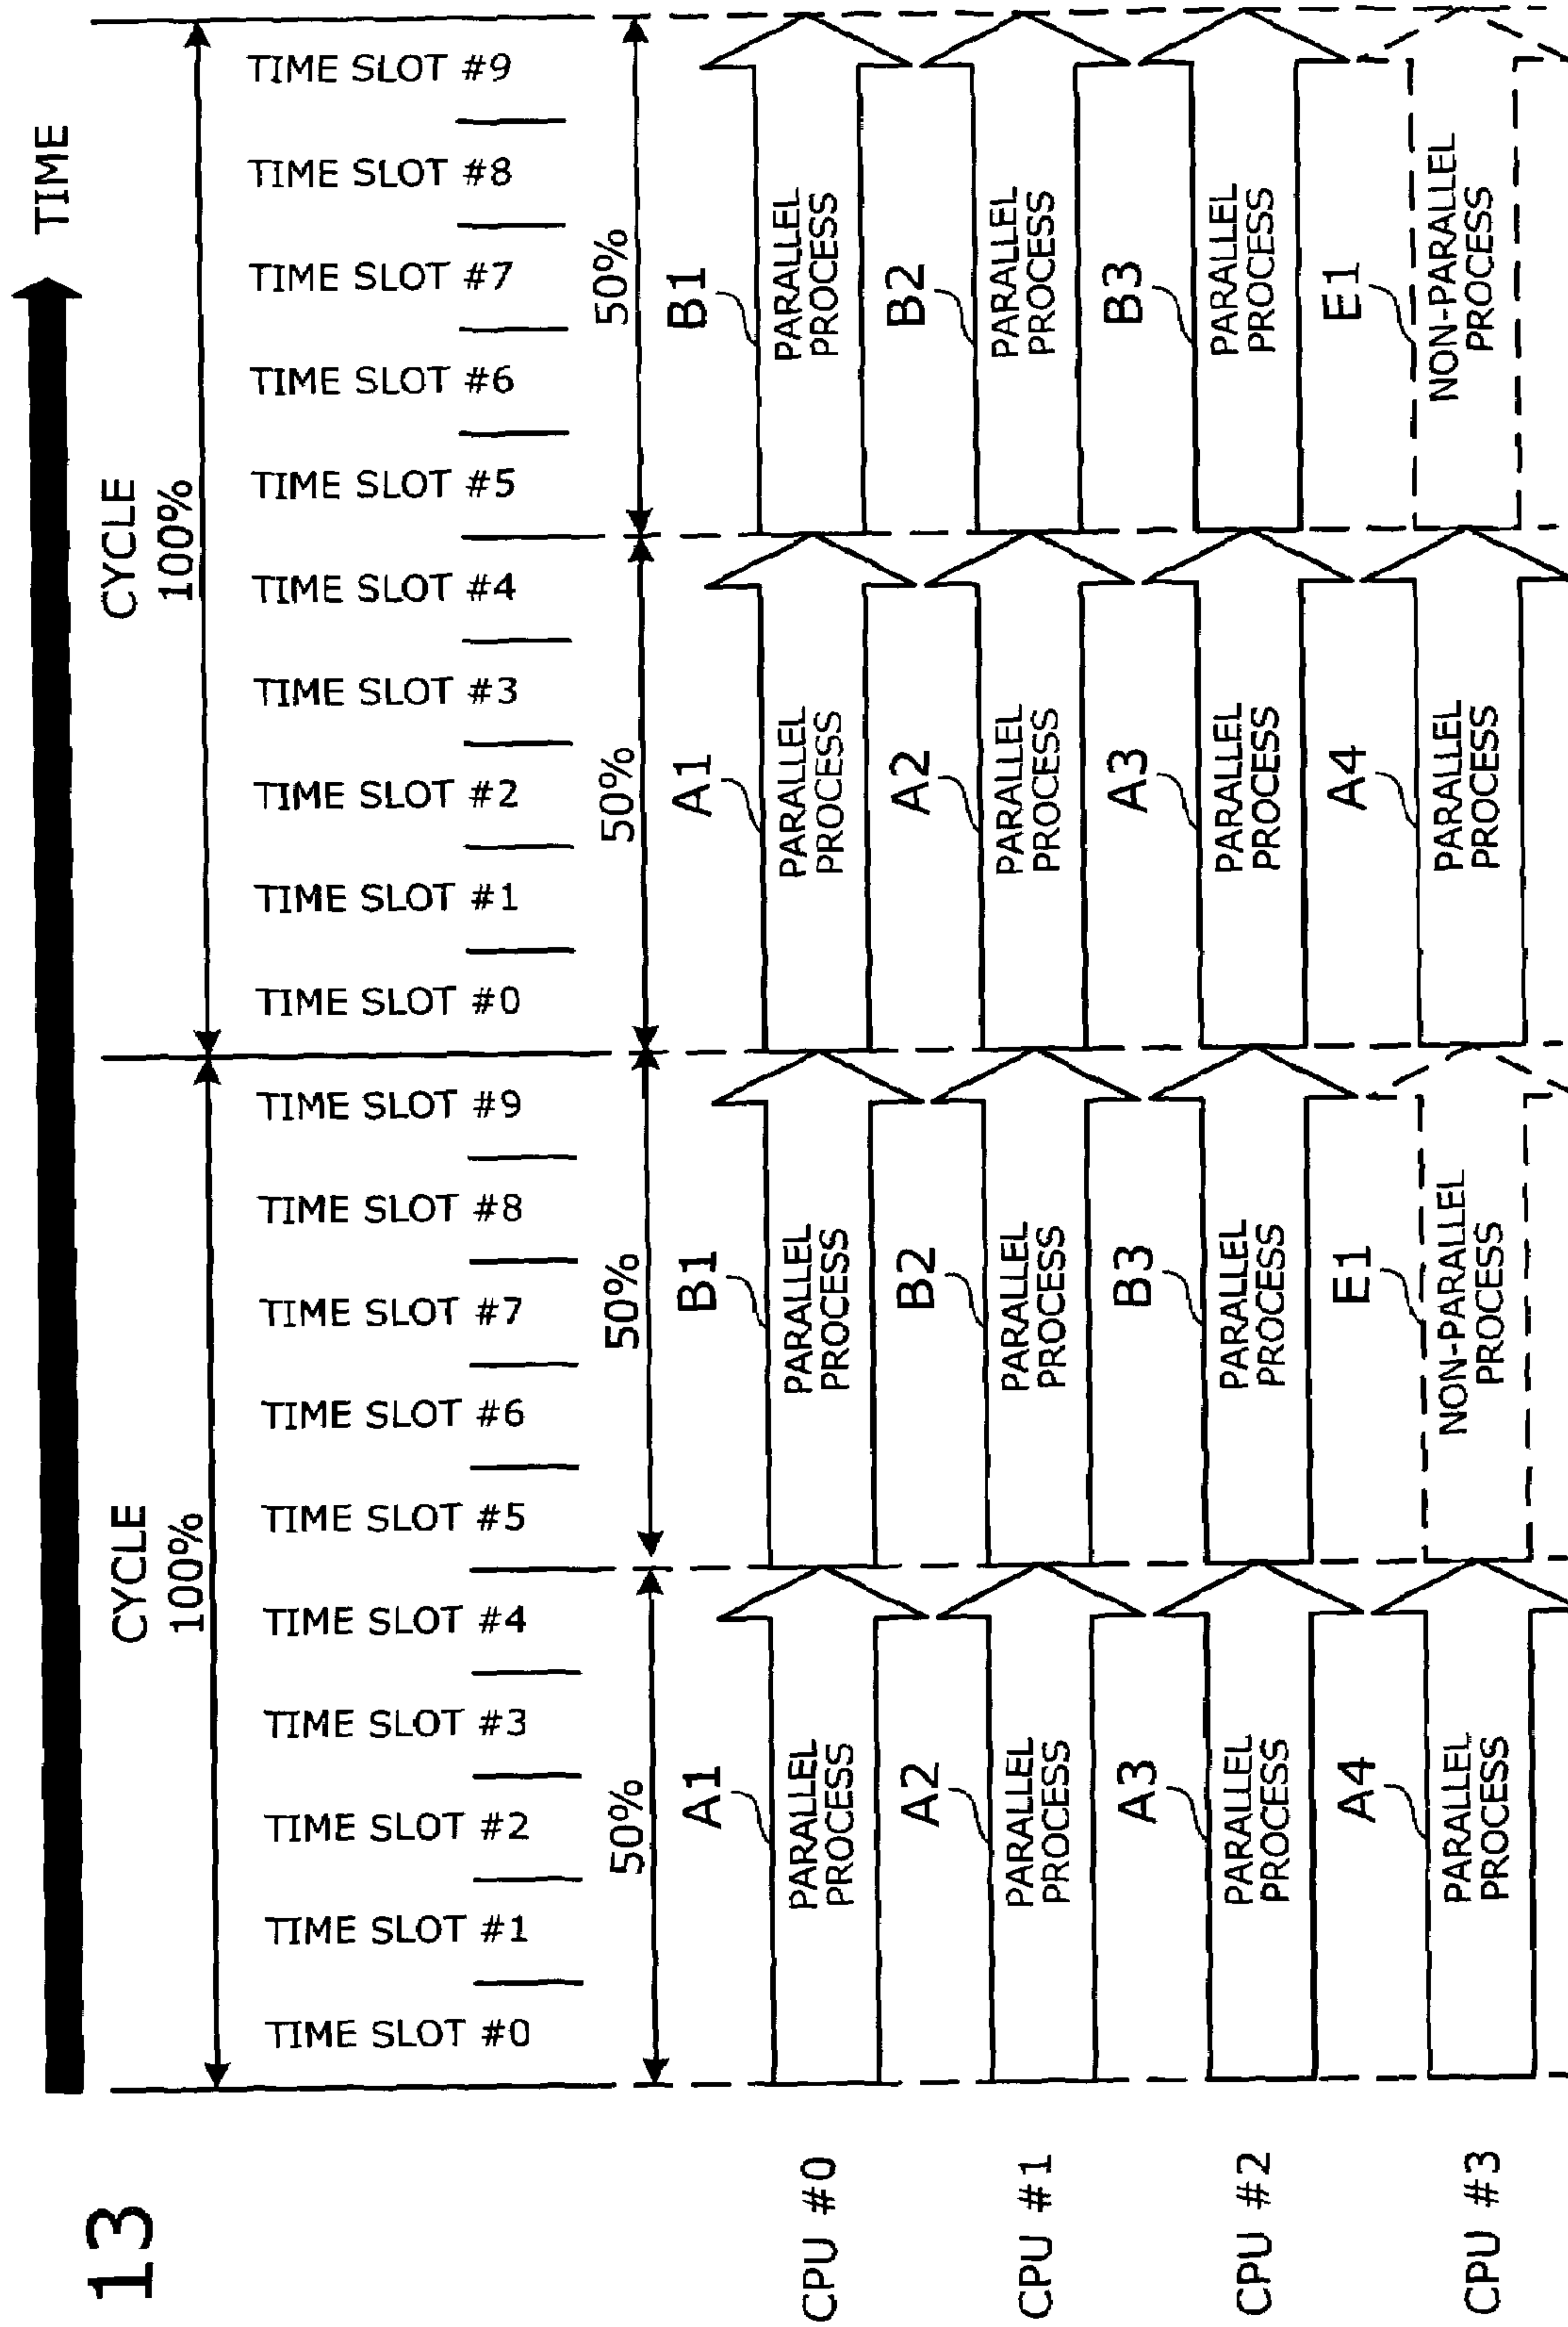 13
TIME
CYCLE
100%
CYCLE
100%
TIME SLOT #0
TIME SLOT #1
TIME SLOT #2
TIME SLOT #3
TIME SLOT #4
TIME SLOT #5
TIME SLOT #6
TIME SLOT #7
TIME SLOT #8
TIME SLOT #9
TIME SLOT #0
TIME SLOT #1
TIME SLOT #2
TIME SLOT #3
TIME SLOT #4
TIME SLOT #5
TIME SLOT #6
TIME SLOT #7
TIME SLOT #8
TIME SLOT #9
50%
50%
50%
50%
CPU #0
A1
PARALLEL
PROCESS
B1
PARALLEL
PROCESS
A1
PARALLEL
PROCESS
B1
PARALLEL
PROCESS
CPU #1
A2
PARALLEL
PROCESS
B2
PARALLEL
PROCESS
A2
PARALLEL
PROCESS
B2
PARALLEL
PROCESS
CPU #2
A3
PARALLEL
PROCESS
B3
PARALLEL
PROCESS
A3
PARALLEL
PROCESS
B3
PARALLEL
PROCESS
CPU #3
A4
PARALLEL
PROCESS
E1
NON-PARALLEL
PROCESS
A4
PARALLEL
PROCESS
E1
NON-PARALLEL
PROCESS